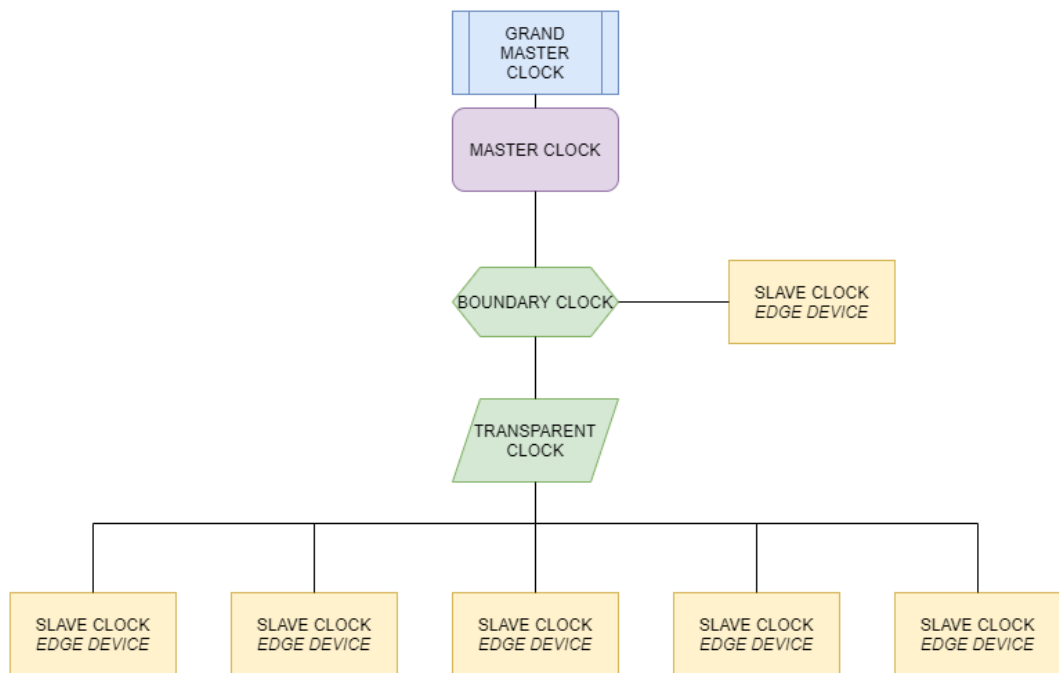 GRAND
MASTER
CLOCK
MASTER CLOCK
BOUNDARY CLOCK
SLAVE CLOCK
EDGE DEVICE
TRANSPARENT
CLOCK
SLAVE CLOCK
EDGE DEVICE
SLAVE CLOCK
EDGE DEVICE
SLAVE CLOCK
EDGE DEVICE
SLAVE CLOCK
EDGE DEVICE
SLAVE CLOCK
EDGE DEVICE